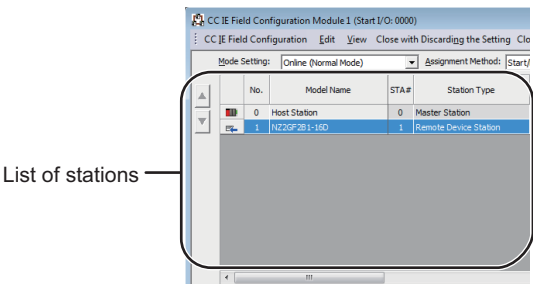 CC IE Field Configuration Module 1 (Start I/O: 0000)
CC IE Field Configuration Edit View Close with Discarding the Setting Clo
Mode Setting: Online (Normal Mode) Assignment Method: Start/
No. Model Name STA# Station Type
0 Host Station 0 Master Station
1 NZ2GF2B1-16D 1 Remote Device Station
List of stations